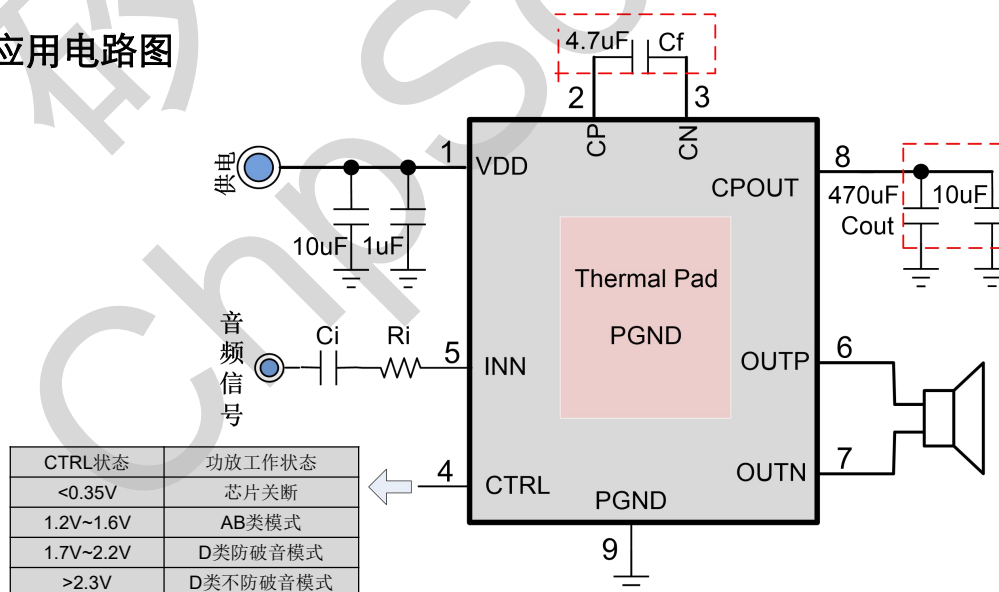 应用电路图
4.7uF Cf
2 3
CP CN
供电
1 VDD
8
CPOUT
470uF 10uF
Cout
10uF 1uF
Thermal Pad
PGND
音频信号
Ci Ri
5 INN
OUTP 6
OUTN 7
4 CTRL
PGND
9
CTRL状态 功放工作状态
<0.35V 芯片关断
1.2V~1.6V AB类模式
1.7V~2.2V D类防破音模式
>2.3V D类不防破音模式